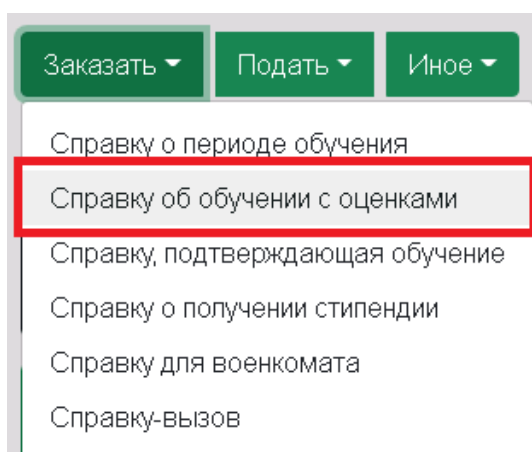 Заказать Подать Иное
Справку о периоде обучения
Справку об обучении с оценками
Справку, подтверждающая обучение
Справку о получении стипендии
Справку для военкомата
Справку-вызов